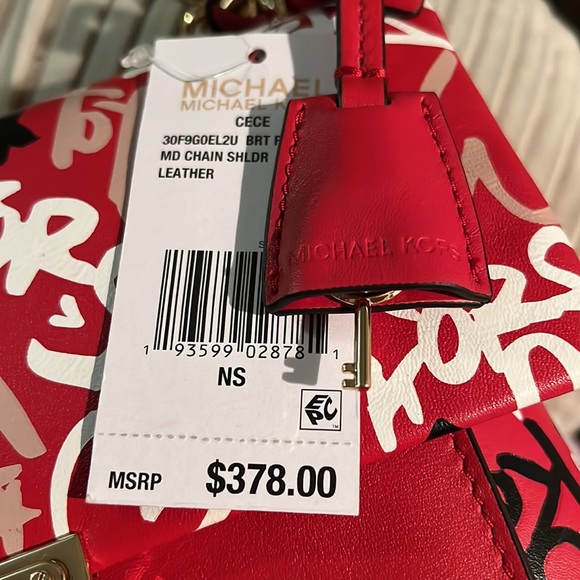 MICHAEL
MICHAEL KORS
CECE
30F9G0EL2U BRT
MD CHAIN SHLDR
LEATHER
MICHAEL KORS
1 93599 02878 1
NS
EPC
MSRP $378.00